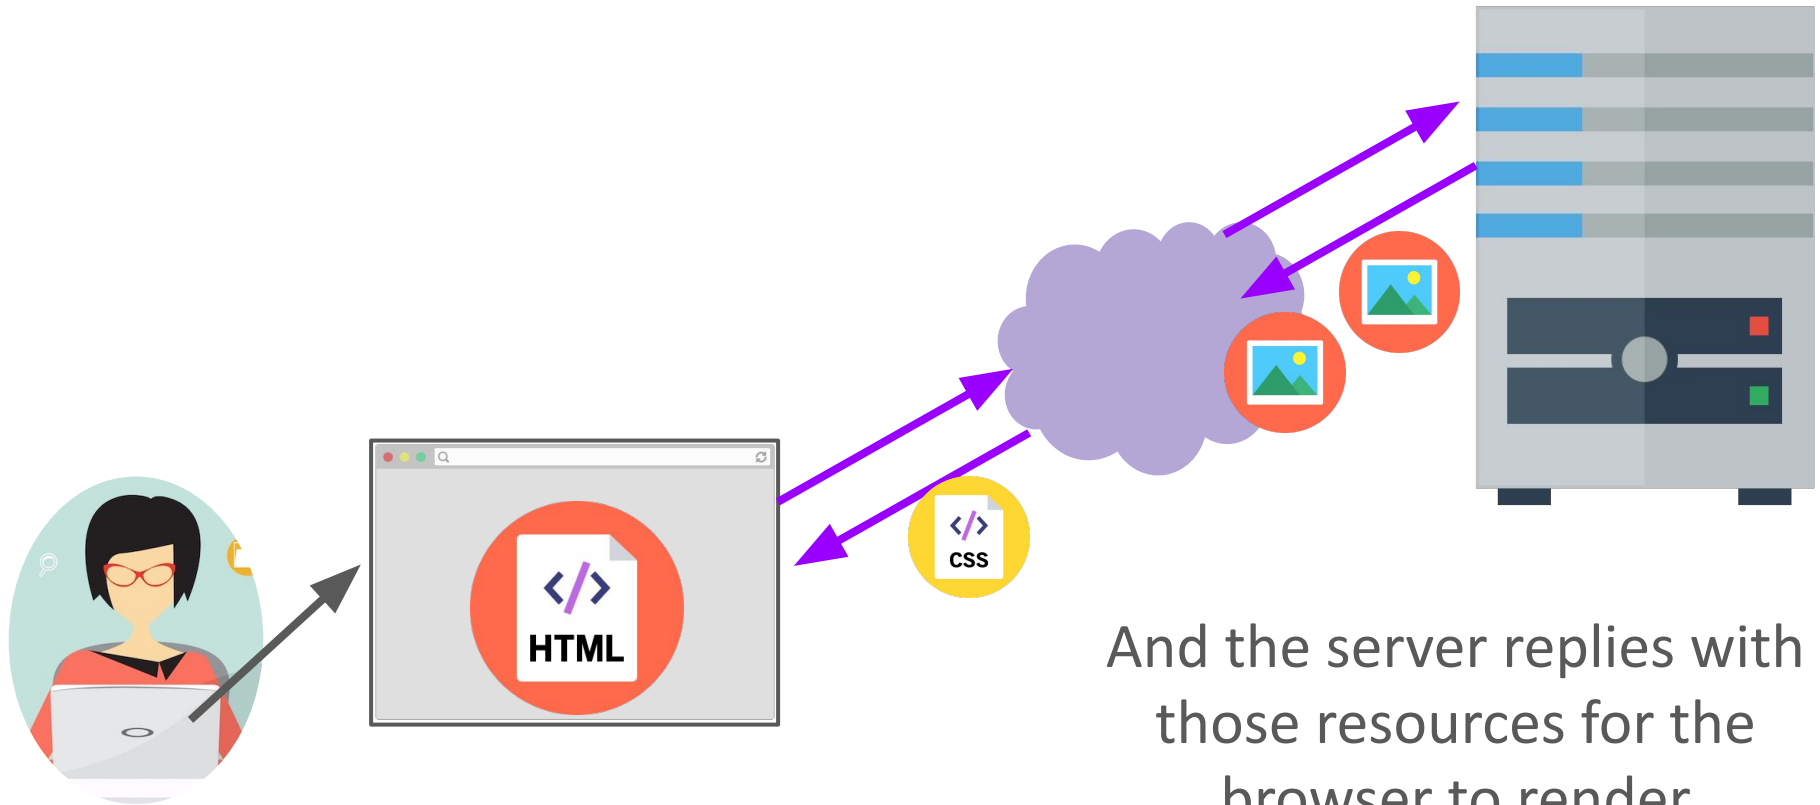 HTML
CSS
And the server replies with
those resources for the
browser to render